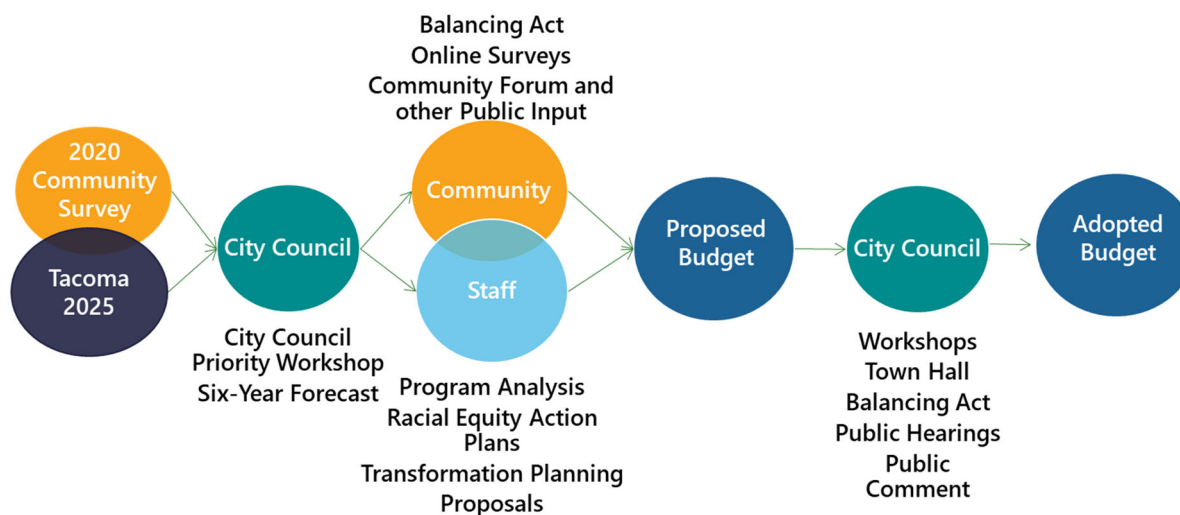 Balancing Act
Online Surveys
Community Forum and
other Public Input
2020
Community
Survey
Tacoma
2025
City Council
City Council
Priority Workshop
Six-Year Forecast
Community
Staff
Program Analysis
Racial Equity Action
Plans
Transformation Planning
Proposals
Proposed
Budget
City Council
Workshops
Town Hall
Balancing Act
Public Hearings
Public
Comment
Adopted
Budget